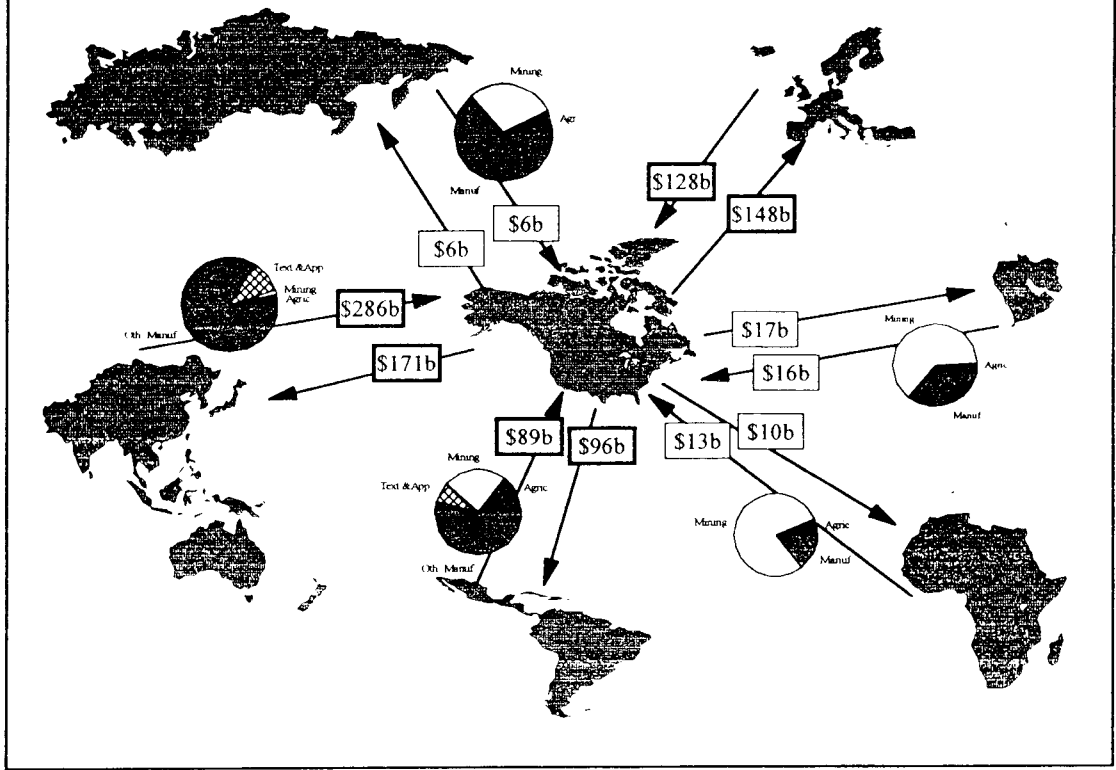 Mining
Agr
Manuf
$128b
$148b
$6b
$6b
Text &App
Mining
Agric
Oth Manuf
$286b
$17b
Mining
$16b
Agric
Manuf
$171b
$89b
$96b
$13b
$10b
Mining
Text &App
Agric
Oth Manuf
Mining
Agric
Manuf